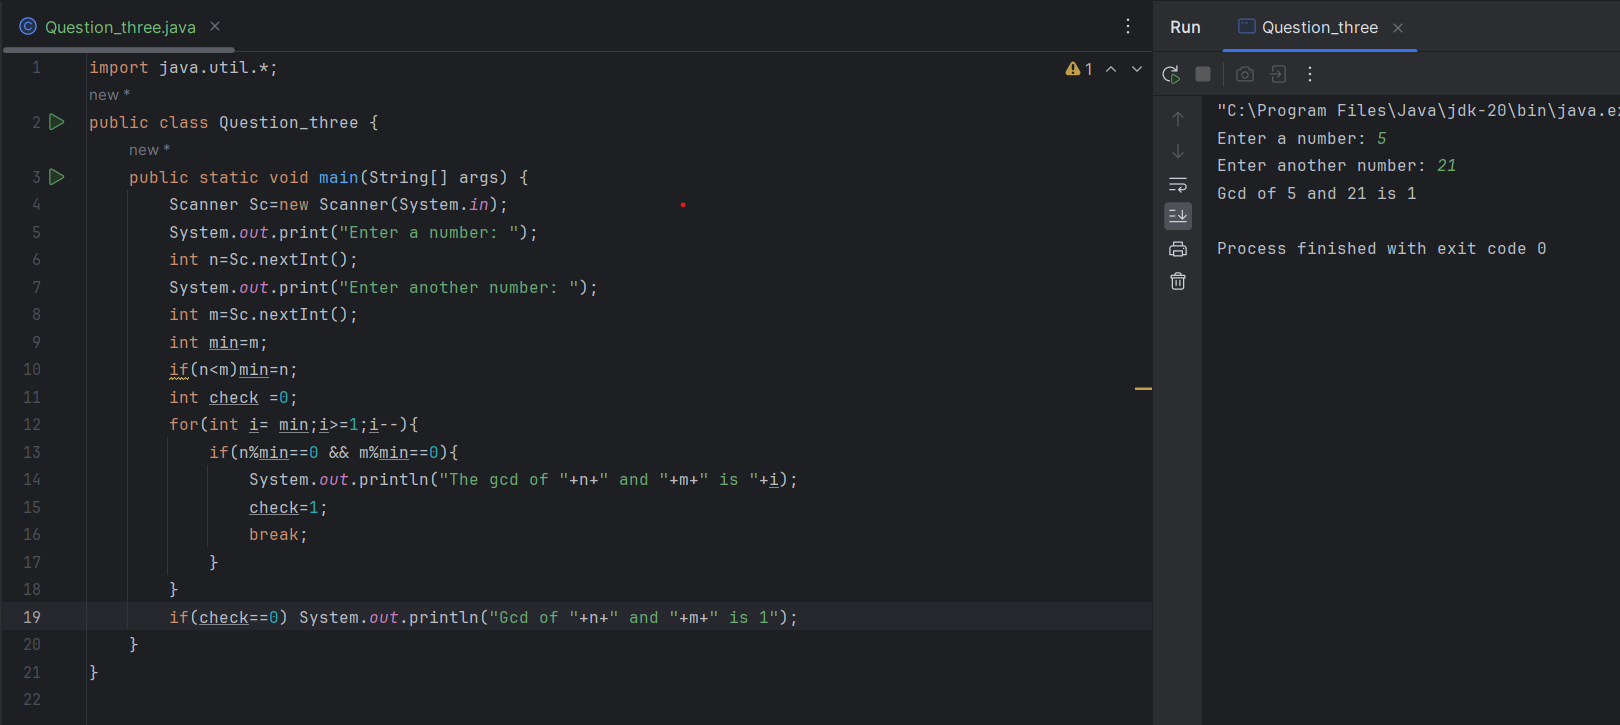 Question_three.java
1 import java.util.*;
new *
2 public class Question_three {
new *
3 public static void main(String[] args) {
4 Scanner Sc=new Scanner(System.in);
5 System.out.print("Enter a number: ");
6 int n=Sc.nextInt();
7 System.out.print("Enter another number: ");
8 int m=Sc.nextInt();
9 int min=m;
10 if(n<m)min=n;
11 int check =0;
12 for(int i= min;i>=1;i--){
13 if(n%min==0 && m%min==0){
14 System.out.println("The gcd of "+n+" and "+m+" is "+i);
15 check=1;
16 break;
17 }
18 }
19 if(check==0) System.out.println("Gcd of "+n+" and "+m+" is 1");
20 }
21 }
22
1
Run Question_three
"C:\Program Files\Java\jdk-20\bin\java.ex
Enter a number: 5
Enter another number: 21
Gcd of 5 and 21 is 1
Process finished with exit code 0